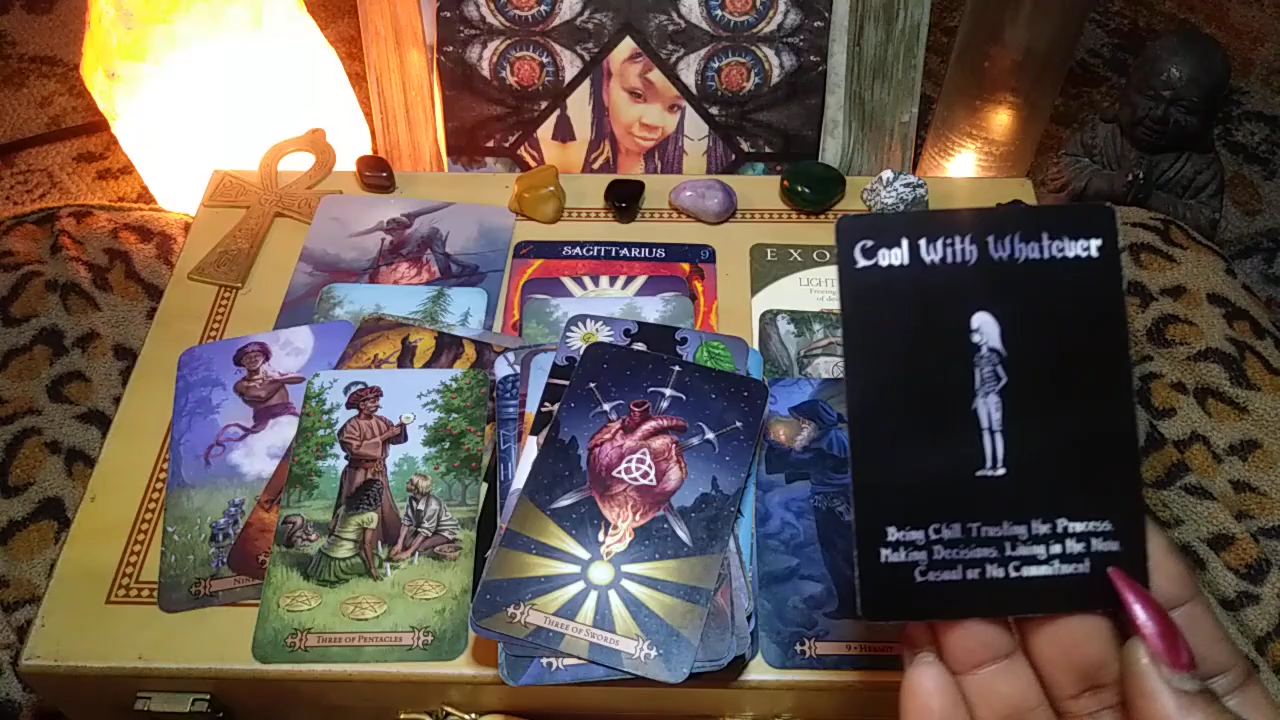 SAGITTARIUS 9
EXO
LIGHT
Cool With Whatever
Being Chill. Trusting the Process.
Making Decisions. Living in the Now.
Casual or No Commitment
THREE OF PENTACLES
THREE OF SWORDS
9 • HERMIT